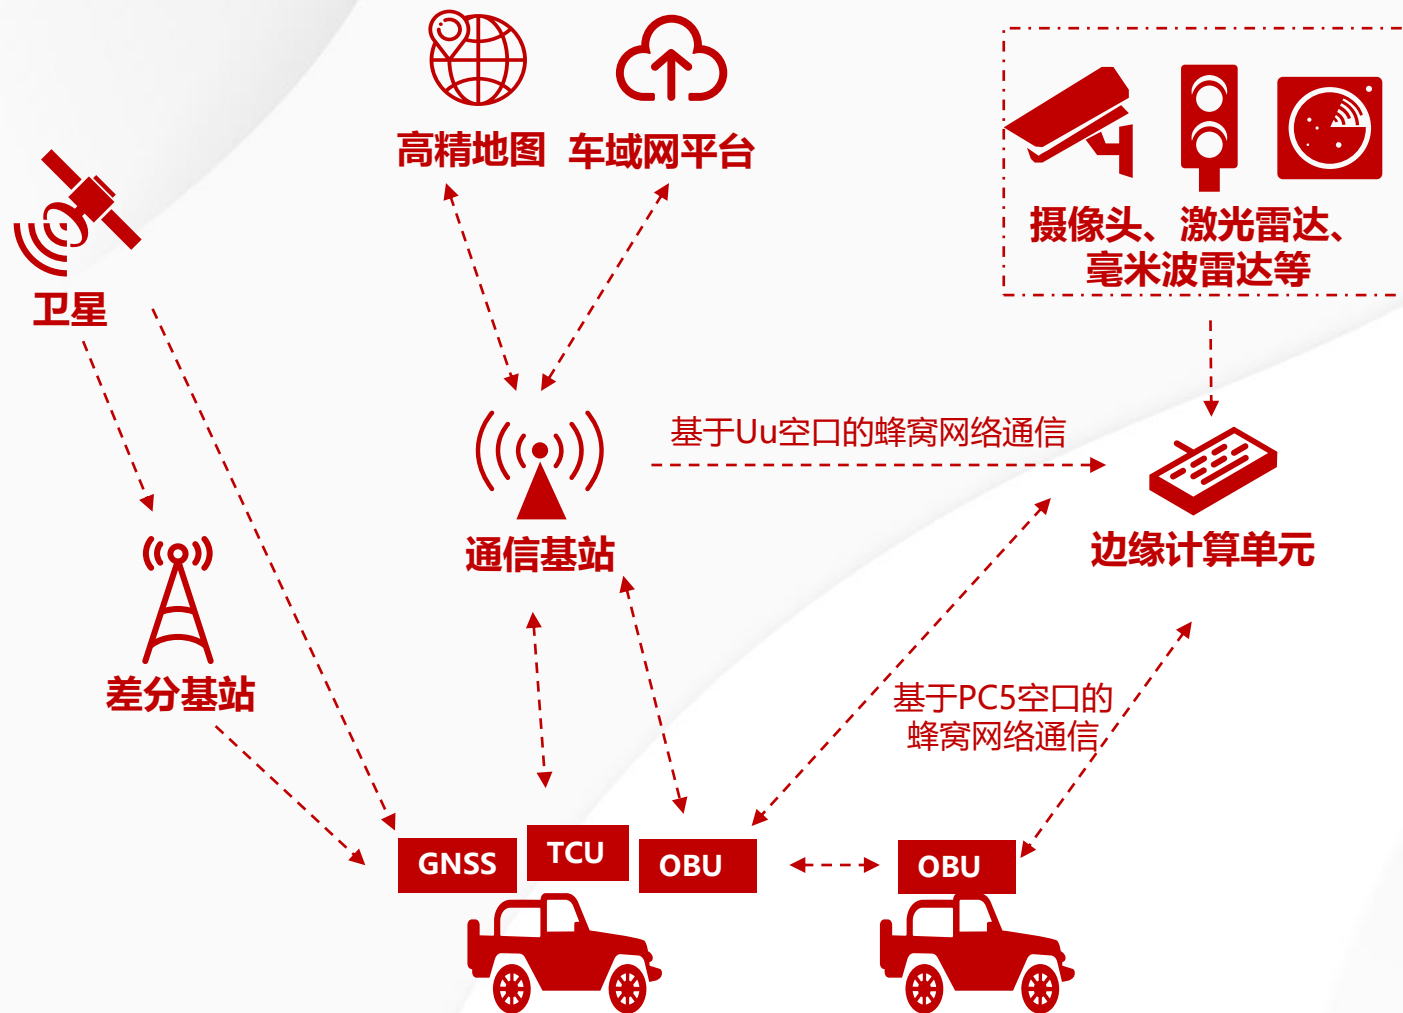 高精地图
车域网平台
摄像头、激光雷达、
毫米波雷达等
卫星
基于Uu空口的蜂窝网络通信
通信基站
边缘计算单元
差分基站
基于PC5空口的
蜂窝网络通信
GNSS
TCU
OBU
OBU